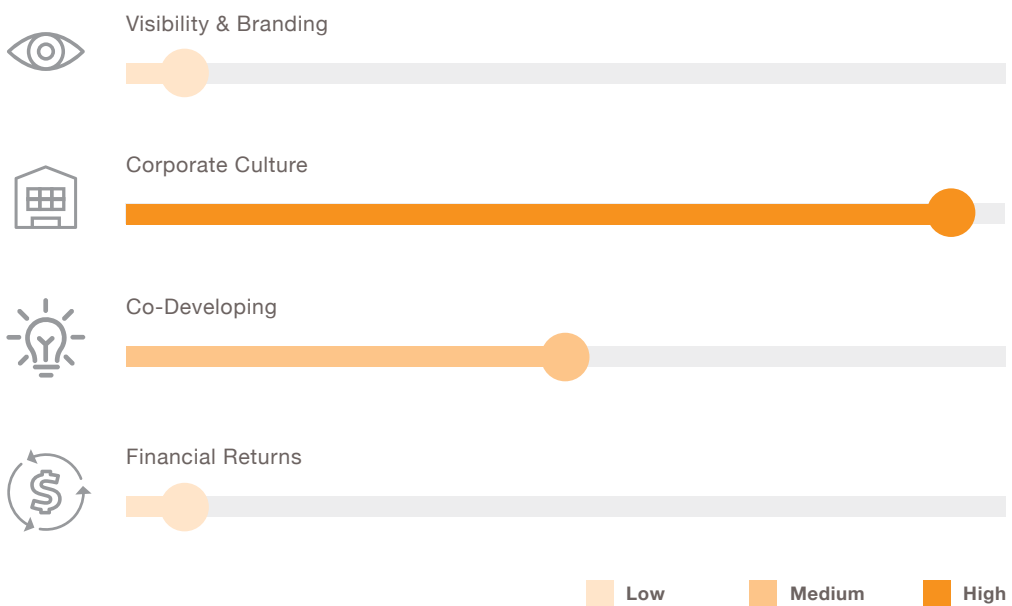 Visibility & Branding
Corporate Culture
Co-Developing
Financial Returns
Low Medium High